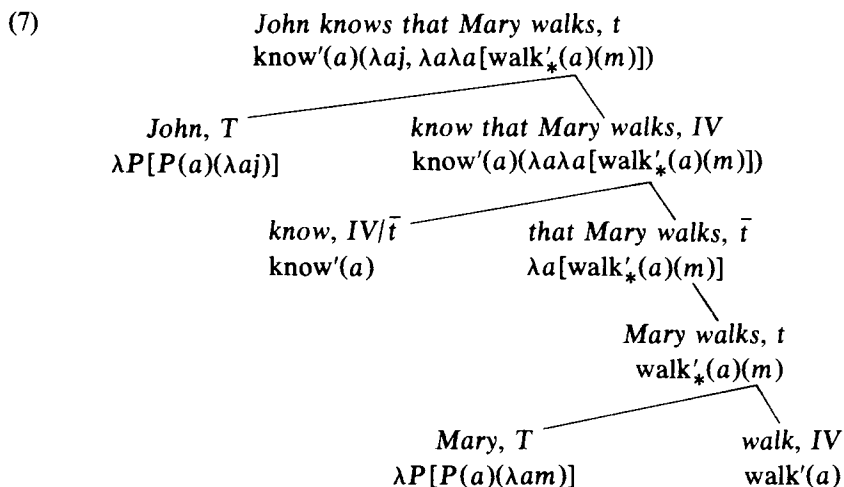 (7)
John knows that Mary walks, t
know′(a)(λaj, λaλa[walk′⁎(a)(m)])
John, T know that Mary walks, IV
λP[P(a)(λaj)] know′(a)(λaλa[walk′⁎(a)(m)])
know, IV/t̄ that Mary walks, t̄
know′(a) λa[walk′⁎(a)(m)]
Mary walks, t
walk′⁎(a)(m)
Mary, T walk, IV
λP[P(a)(λam)] walk′(a)